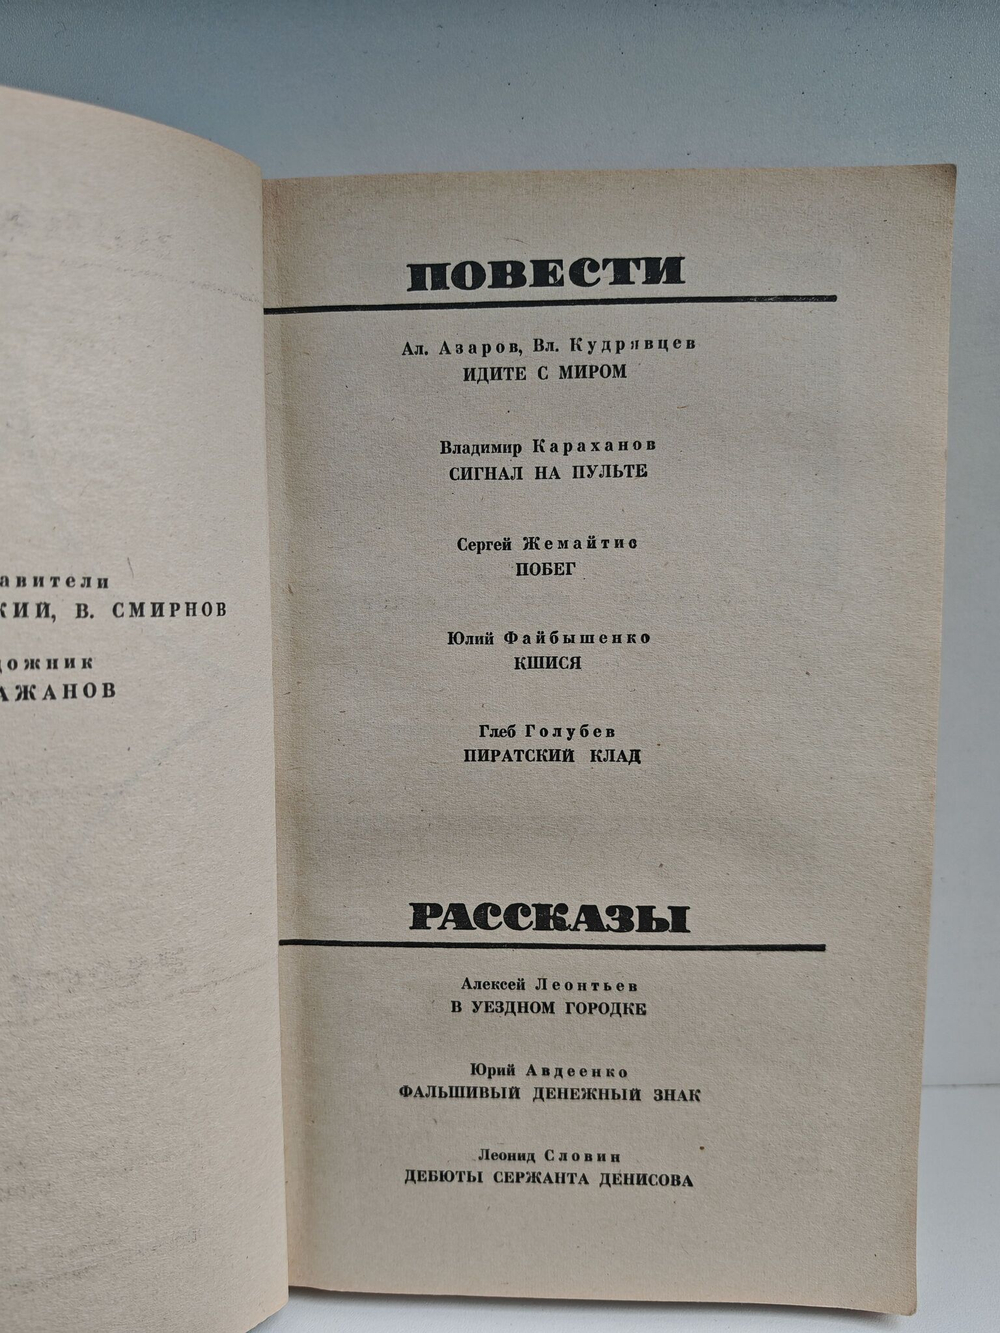 авители
КИЙ, В. СМИРНОВ
ожник
АЖАНОВ
ПОВЕСТИ
Ал. Азаров, Вл. Кудрявцев
ИДИТЕ С МИРОМ
Владимир Караханов
СИГНАЛ НА ПУЛЬТЕ
Сергей Жемайтис
ПОБЕГ
Юлий Файбышенко
КШИСЯ
Глеб Голубев
ПИРАТСКИЙ КЛАД
РАССКАЗЫ
Алексей Леонтьев
В УЕЗДНОМ ГОРОДКЕ
Юрий Авдеенко
ФАЛЬШИВЫЙ ДЕНЕЖНЫЙ ЗНАК
Леонид Словин
ДЕБЮТЫ СЕРЖАНТА ДЕНИСОВА